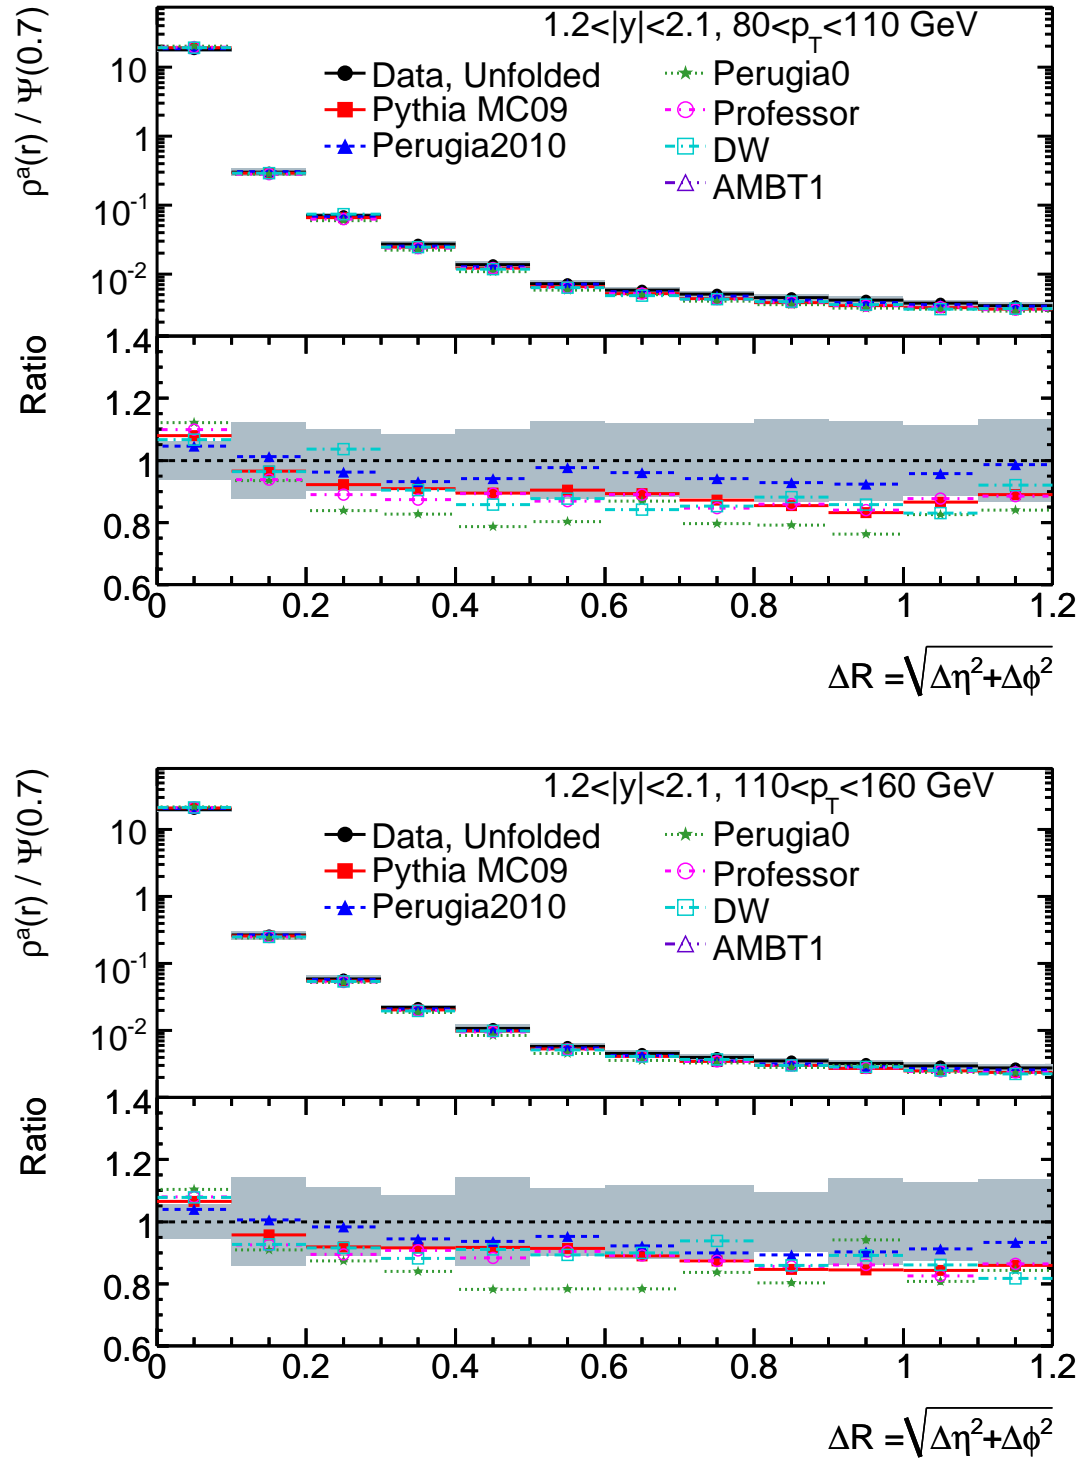 1.2<|y|<2.1, 80<p_T<110 GeV
ρ^a(r) / Ψ(0.7)
10
1
10^-1
10^-2
Data, Unfolded
Pythia MC09
Perugia2010
Perugia0
Professor
DW
AMBT1
Ratio
1.4
1.2
1
0.8
0.6
0 0.2 0.4 0.6 0.8 1 1.2
ΔR = √Δη²+Δϕ²
1.2<|y|<2.1, 110<p_T<160 GeV
ρ^a(r) / Ψ(0.7)
10
1
10^-1
10^-2
Data, Unfolded
Pythia MC09
Perugia2010
Perugia0
Professor
DW
AMBT1
Ratio
1.4
1.2
1
0.8
0.6
0 0.2 0.4 0.6 0.8 1 1.2
ΔR = √Δη²+Δϕ²